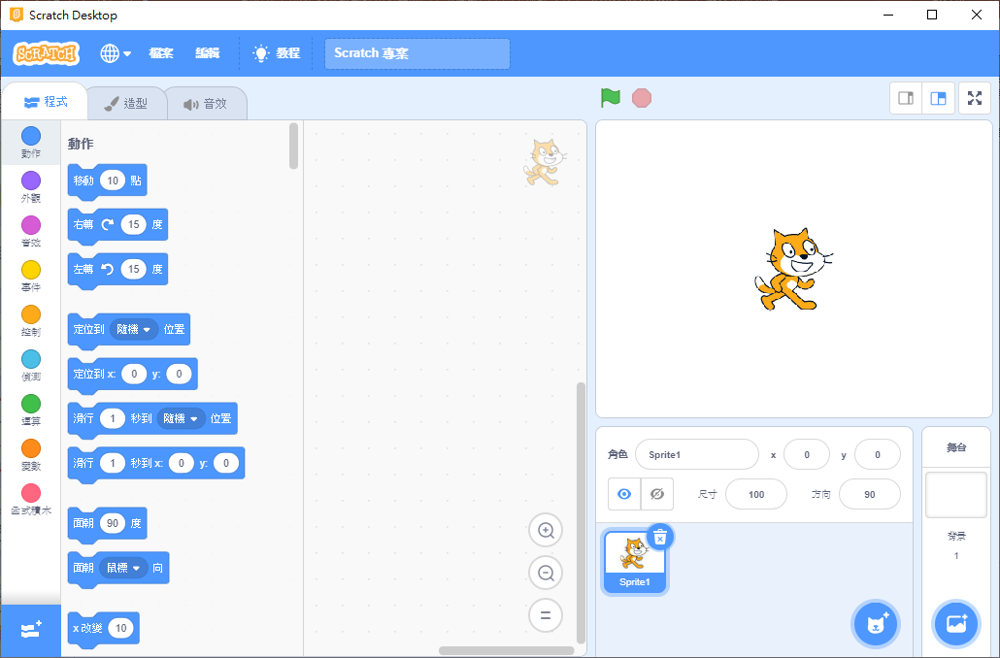 Scratch Desktop
SCRATCH 檔案 編輯 教程 Scratch 專案
程式 造型 音效
動作
外觀
音效
事件
控制
偵測
運算
變數
函式積木
動作
移動 10 點
右轉 15 度
左轉 15 度
定位到 隨機 位置
定位到 x: 0 y: 0
滑行 1 秒到 隨機 位置
滑行 1 秒到 x: 0 y: 0
面朝 90 度
面朝 鼠標 向
x 改變 10
角色 Sprite1 x 0 y 0
尺寸 100 方向 90
Sprite1
舞台
背景
1